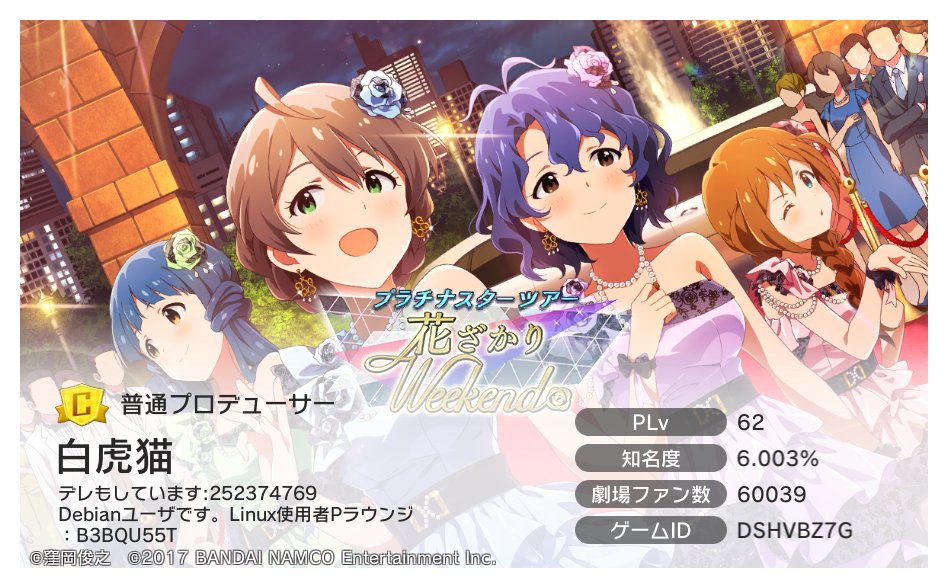 プラチナスターツアー
花ざかり
Weekend
C 普通プロデューサー
白虎猫
デレもしています:252374769
Debianユーザです。Linux使用者Pラウンジ
：B3BQU55T
PLv 62
知名度 6.003%
劇場ファン数 60039
ゲームID DSHVBZ7G
©窪岡俊之 ©2017 BANDAI NAMCO Entertainment Inc.